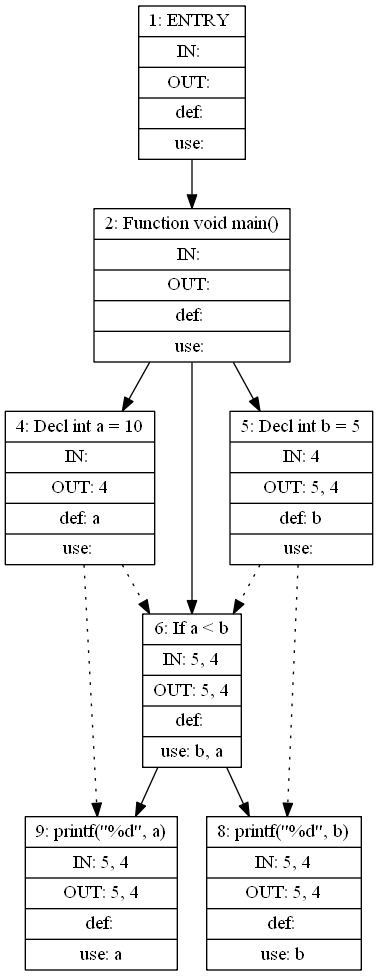 1: ENTRY
IN:
OUT:
def:
use:
2: Function void main()
IN:
OUT:
def:
use:
4: Decl int a = 10
IN:
OUT: 4
def: a
use:
5: Decl int b = 5
IN: 4
OUT: 5, 4
def: b
use:
6: If a < b
IN: 5, 4
OUT: 5, 4
def:
use: b, a
9: printf("%d", a)
IN: 5, 4
OUT: 5, 4
def:
use: a
8: printf("%d", b)
IN: 5, 4
OUT: 5, 4
def:
use: b